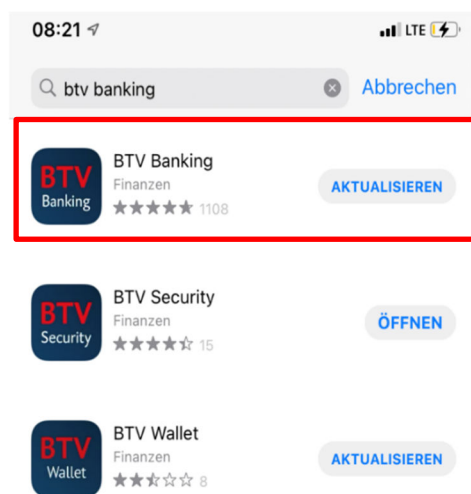 08:21 LTE
btv banking Abbrechen
BTV Banking
BTV Banking
Finanzen
1108
AKTUALISIEREN
BTV Security
BTV Security
Finanzen
15
ÖFFNEN
BTV Wallet
BTV Wallet
Finanzen
8
AKTUALISIEREN